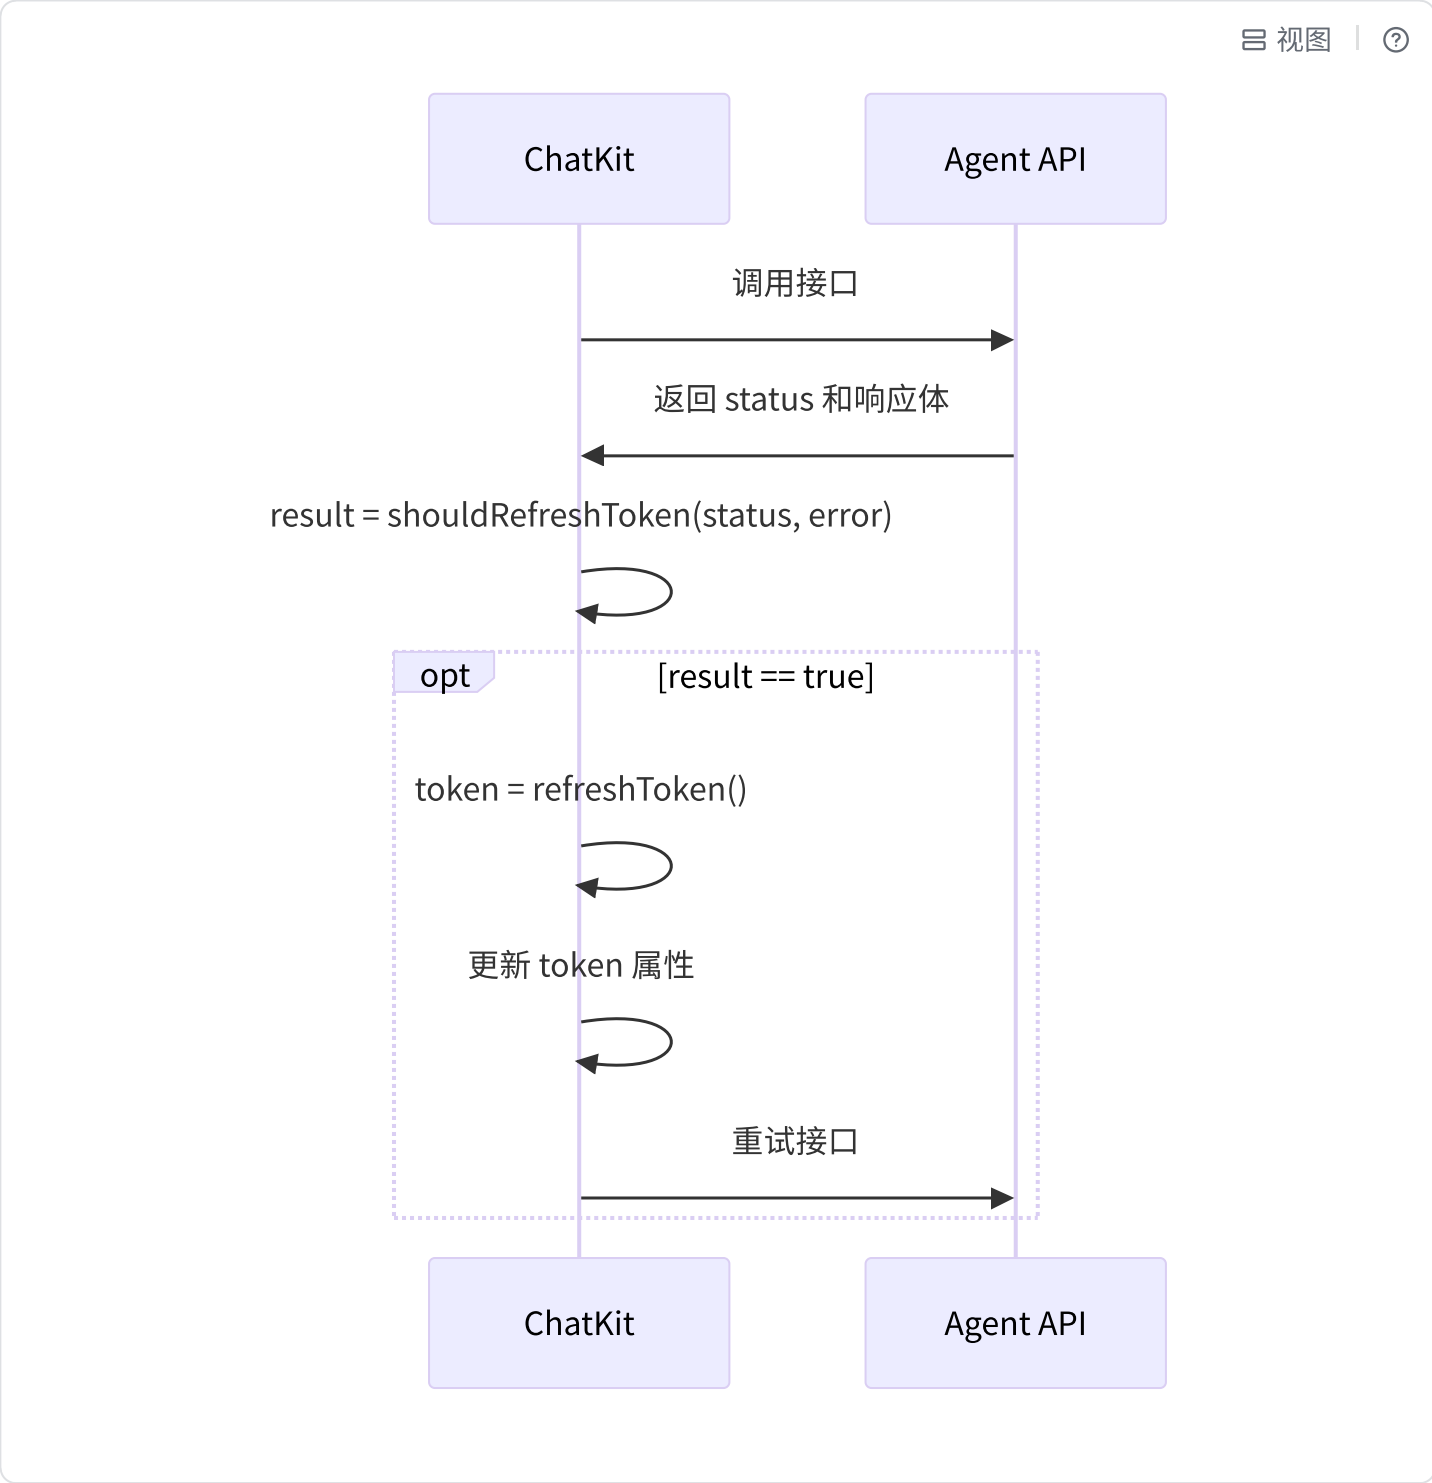 视图
ChatKit
Agent API
调用接口
返回 status 和响应体
result = shouldRefreshToken(status, error)
opt
[result == true]
token = refreshToken()
更新 token 属性
重试接口
ChatKit
Agent API